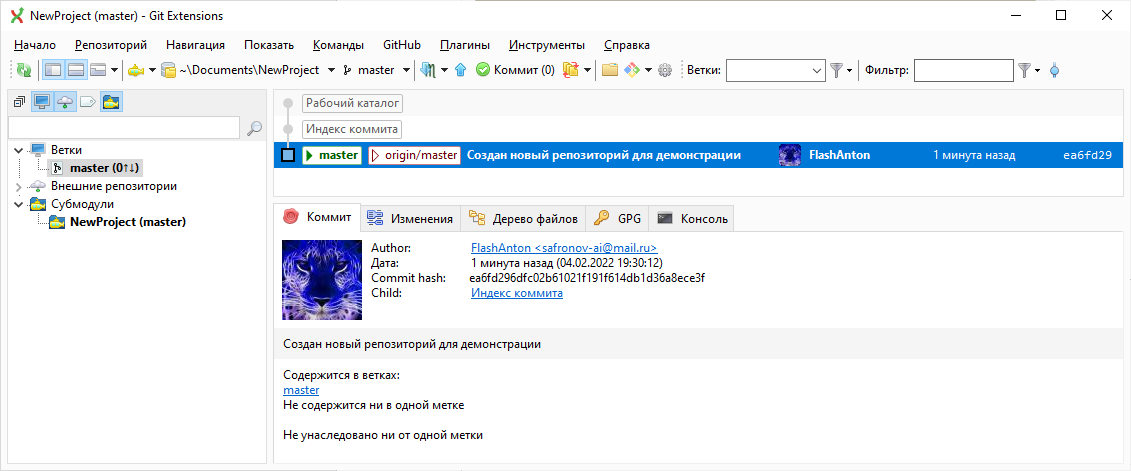 NewProject (master) - Git Extensions
Начало Репозиторий Навигация Показать Команды GitHub Плагины Инструменты Справка
~\Documents\NewProject master Коммит (0) Ветки: Фильтр:
Рабочий каталог
Индекс коммита
master origin/master Создан новый репозиторий для демонстрации FlashAnton 1 минута назад ea6fd29
Ветки
master (0↑↓)
Внешние репозитории
Субмодули
NewProject (master)
Коммит Изменения Дерево файлов GPG Консоль
Author: FlashAnton <safronov-ai@mail.ru>
Дата: 1 минута назад (04.02.2022 19:30:12)
Commit hash: ea6fd296dfc02b61021f191f614db1d36a8ece3f
Child: Индекс коммита
Создан новый репозиторий для демонстрации
Содержится в ветках:
master
Не содержится ни в одной метке
Не унаследовано ни от одной метки